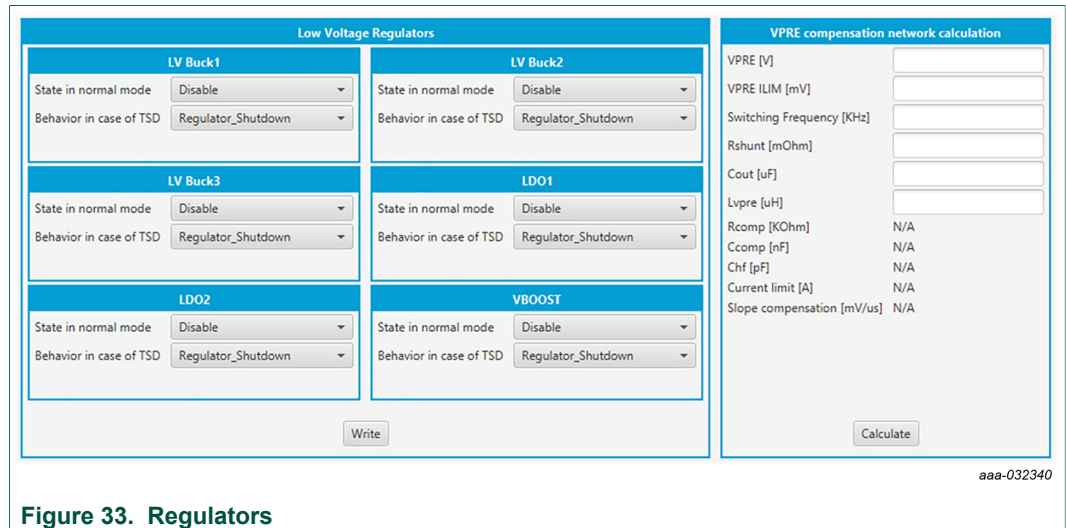 Low Voltage Regulators
LV Buck1
State in normal mode Disable
Behavior in case of TSD Regulator_Shutdown
LV Buck2
State in normal mode Disable
Behavior in case of TSD Regulator_Shutdown
LV Buck3
State in normal mode Disable
Behavior in case of TSD Regulator_Shutdown
LDO1
State in normal mode Disable
Behavior in case of TSD Regulator_Shutdown
LDO2
State in normal mode Disable
Behavior in case of TSD Regulator_Shutdown
VBOOST
State in normal mode Disable
Behavior in case of TSD Regulator_Shutdown
Write
VPRE compensation network calculation
VPRE [V]
VPRE ILIM [mV]
Switching Frequency [KHz]
Rshunt [mOhm]
Cout [uF]
Lvpre [uH]
Rcomp [KOhm] N/A
Ccomp [nF] N/A
Chf [pF] N/A
Current limit [A] N/A
Slope compensation [mV/us] N/A
Calculate
aaa-032340
Figure 33. Regulators